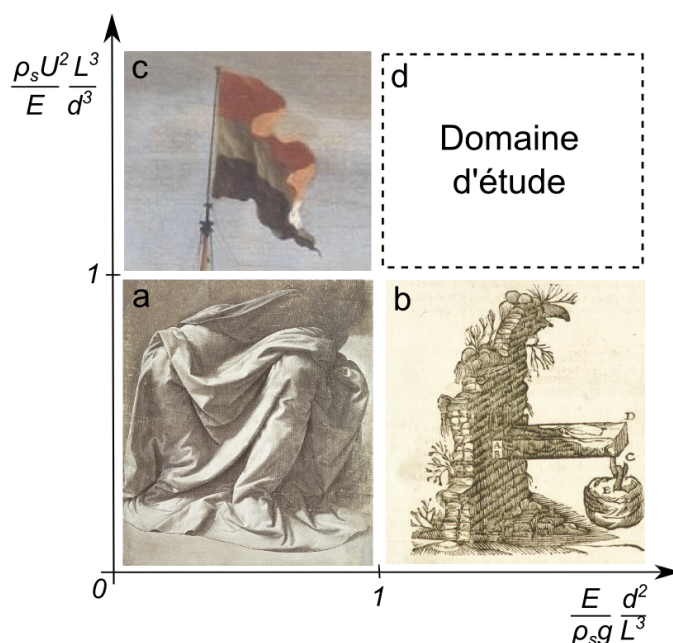 ρₛU² L³
E d³
c
d
Domaine
d'étude
1
a
b
D
C
E
0
1
E d²
ρₛg L³